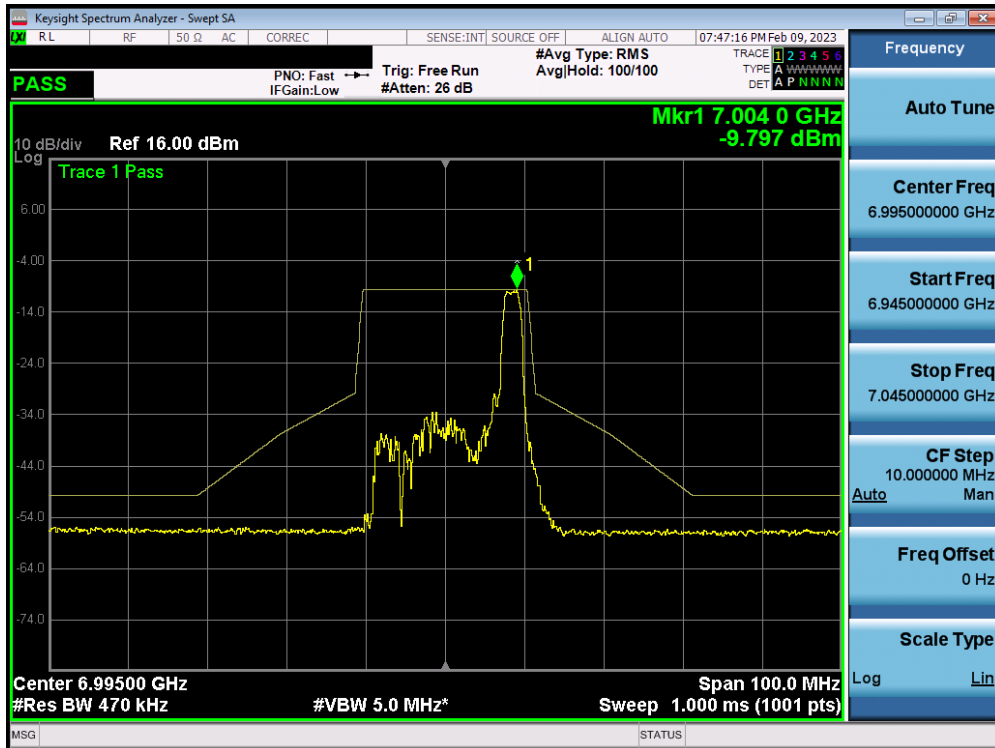 Keysight Spectrum Analyzer - Swept SA
LXI RL RF 50 Ω AC CORREC SENSE:INT SOURCE OFF ALIGN AUTO 07:47:16 PM Feb 09, 2023
PASS
PNO: Fast
IFGain:Low
Trig: Free Run
#Atten: 26 dB
#Avg Type: RMS
Avg|Hold: 100/100
TRACE 1 2 3 4 5 6
TYPE A WWWWW
DET A P N N N N
Mkr1 7.004 0 GHz
-9.797 dBm
10 dB/div Ref 16.00 dBm
Log
Trace 1 Pass
1
6.00
-4.00
-14.0
-24.0
-34.0
-44.0
-54.0
-64.0
-74.0
Center 6.99500 GHz
Span 100.0 MHz
#Res BW 470 kHz
#VBW 5.0 MHz*
Sweep 1.000 ms (1001 pts)
MSG
STATUS
Frequency
Auto Tune
Center Freq
6.995000000 GHz
Start Freq
6.945000000 GHz
Stop Freq
7.045000000 GHz
CF Step
10.000000 MHz
Auto Man
Freq Offset
0 Hz
Scale Type
Log Lin